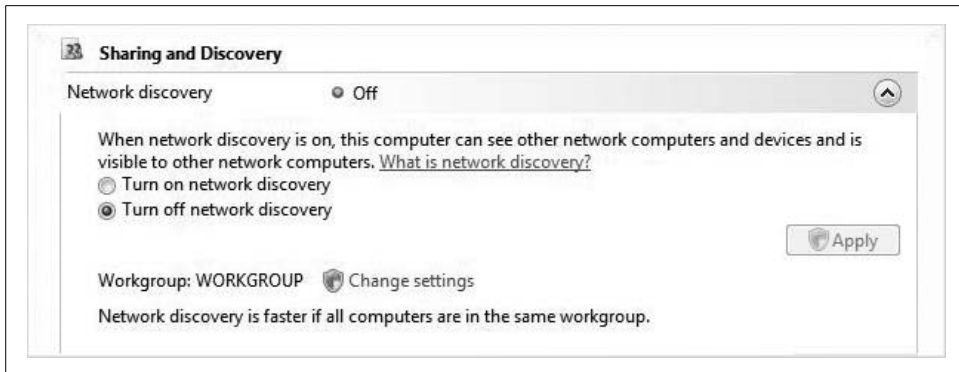 Sharing and Discovery
Network discovery Off
When network discovery is on, this computer can see other network computers and devices and is
visible to other network computers. What is network discovery?
Turn on network discovery
Turn off network discovery
Apply
Workgroup: WORKGROUP Change settings
Network discovery is faster if all computers are in the same workgroup.